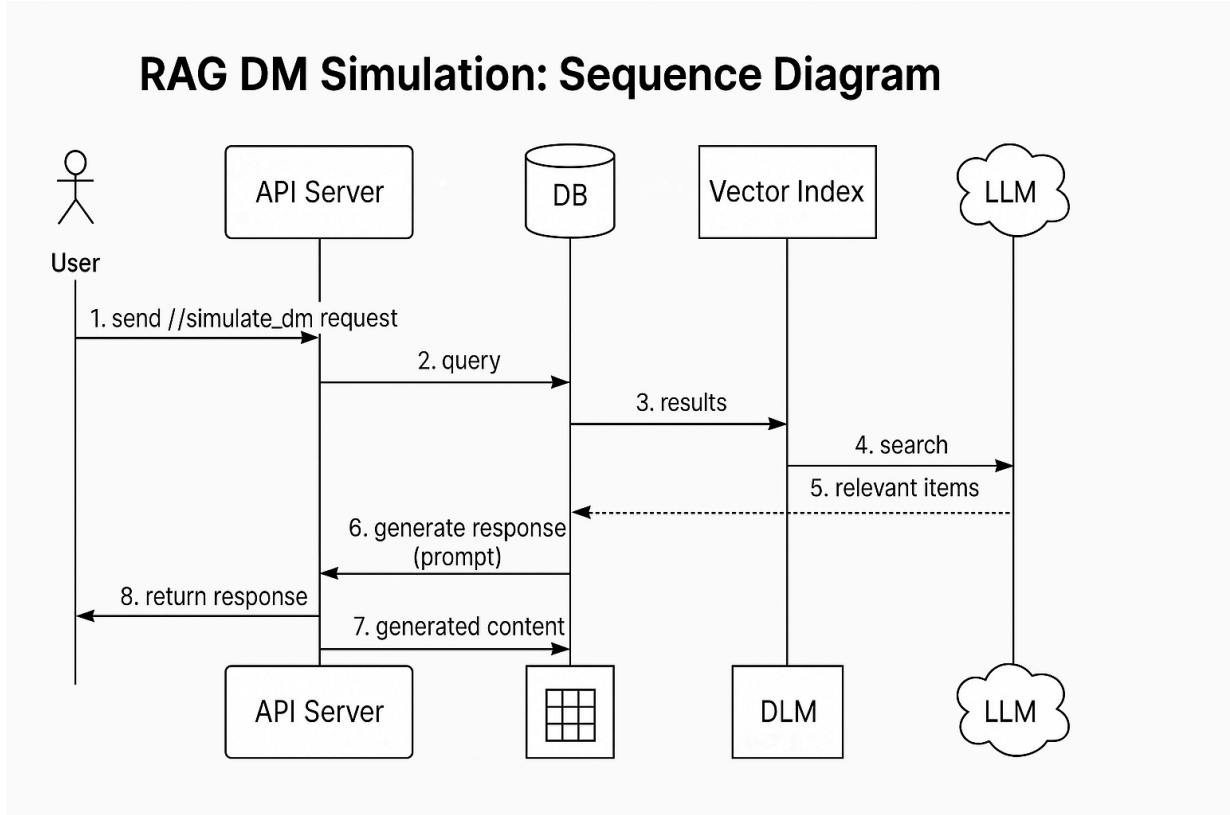 RAG DM Simulation: Sequence Diagram
API Server
DB
Vector Index
LLM
User
1. send //simulate_dm request
2. query
3. results
4. search
5. relevant items
6. generate response
(prompt)
8. return response
7. generated content
API Server
DLM
LLM